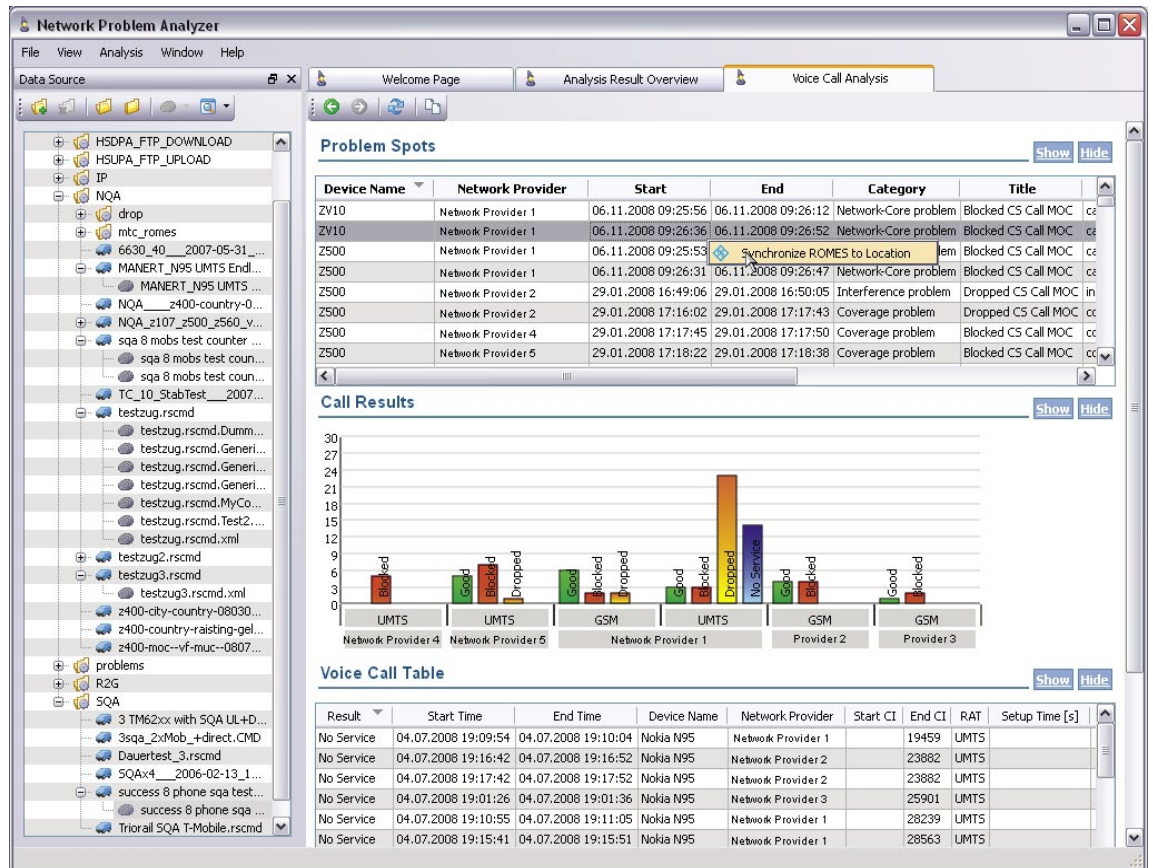 Network Problem Analyzer
File View Analysis Window Help
Data Source
Welcome Page
Analysis Result Overview
Voice Call Analysis
HSDPA_FTP_DOWNLOAD
HSUPA_FTP_UPLOAD
IP
NQA
drop
mtc_romes
6630_40___2007-05-31_...
MANERT_N95 UMTS Endl...
MANERT_N95 UMTS ...
NQA____z400-country-0...
NQA_z107_z500_z560_v...
sqa 8 mobs test counter ...
sqa 8 mobs test coun...
sqa 8 mobs test coun...
TC_10_StabTest___2007...
testzug.rscmd
testzug.rscmd.Dumm...
testzug.rscmd.Generi...
testzug.rscmd.Generi...
testzug.rscmd.Generi...
testzug.rscmd.MyCo...
testzug.rscmd.Test2....
testzug.rscmd.xml
testzug2.rscmd
testzug3.rscmd
testzug3.rscmd.xml
z400-city-country-08030...
z400-country-raisting-gel...
z400-moc--vf-muc--0807...
problems
R2G
SQA
3 TM62xx with SQA UL+D...
3sqa_2xMob_+direct.CMD
Dauertest_3.rscmd
SQAx4___2006-02-13_1...
success 8 phone sqa test...
success 8 phone sqa ...
Triorail SQA T-Mobile.rscmd
Problem Spots
Show Hide
Device Name Network Provider Start End Category Title
ZV10 Network Provider 1 06.11.2008 09:25:56 06.11.2008 09:26:12 Network-Core problem Blocked CS Call MOC ca
ZV10 Network Provider 1 06.11.2008 09:26:36 06.11.2008 09:26:52 Network-Core problem Blocked CS Call MOC ca
Z500 Network Provider 1 06.11.2008 09:25:53 lem Blocked CS Call MOC ca
Synchronize ROMES to Location
Z500 Network Provider 1 06.11.2008 09:26:31 06.11.2008 09:26:47 Network-Core problem Blocked CS Call MOC ca
Z500 Network Provider 2 29.01.2008 16:49:06 29.01.2008 16:50:05 Interference problem Dropped CS Call MOC in
Z500 Network Provider 2 29.01.2008 17:16:02 29.01.2008 17:17:43 Coverage problem Dropped CS Call MOC cc
Z500 Network Provider 4 29.01.2008 17:17:45 29.01.2008 17:17:50 Coverage problem Blocked CS Call MOC cc
Z500 Network Provider 5 29.01.2008 17:18:22 29.01.2008 17:18:38 Coverage problem Blocked CS Call MOC cc
Call Results
Show Hide
30
27
24
21
18
15
12
9
6
3
0
Blocked
Good Blocked Dropped
Good Blocked Dropped
Good Blocked Dropped No Service
Good Blocked
Good Blocked
UMTS UMTS GSM UMTS GSM GSM
Network Provider 4 Network Provider 5 Network Provider 1 Provider 2 Provider 3
Voice Call Table
Show Hide
Result Start Time End Time Device Name Network Provider Start CI End CI RAT Setup Time [s]
No Service 04.07.2008 19:09:54 04.07.2008 19:10:04 Nokia N95 Network Provider 1 19459 UMTS
No Service 04.07.2008 19:16:42 04.07.2008 19:16:52 Nokia N95 Network Provider 2 23882 UMTS
No Service 04.07.2008 19:17:42 04.07.2008 19:17:52 Nokia N95 Network Provider 2 23882 UMTS
No Service 04.07.2008 19:01:26 04.07.2008 19:01:36 Nokia N95 Network Provider 3 25901 UMTS
No Service 04.07.2008 19:10:55 04.07.2008 19:11:05 Nokia N95 Network Provider 1 28239 UMTS
No Service 04.07.2008 19:15:41 04.07.2008 19:15:51 Nokia N95 Network Provider 1 28563 UMTS